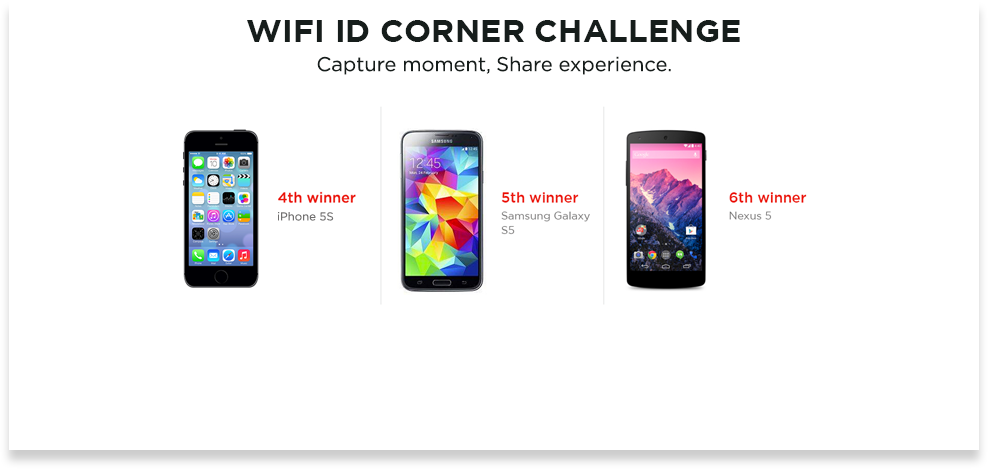 WIFI ID CORNER CHALLENGE
Capture moment, Share experience.
4th winner
iPhone 5S
SAMSUNG
12:45
5th winner
Samsung Galaxy
S5
6th winner
Nexus 5